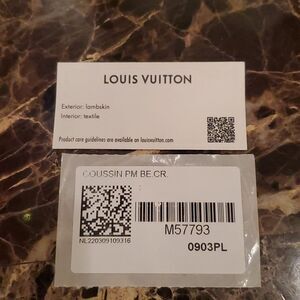 LOUIS VUITTON
Exterior: lambskin
Interior: textile
Product care guidelines are available on louisvuitton.com
COUSSIN PM BE.CR.
NL220309109316
M57793
0903PL